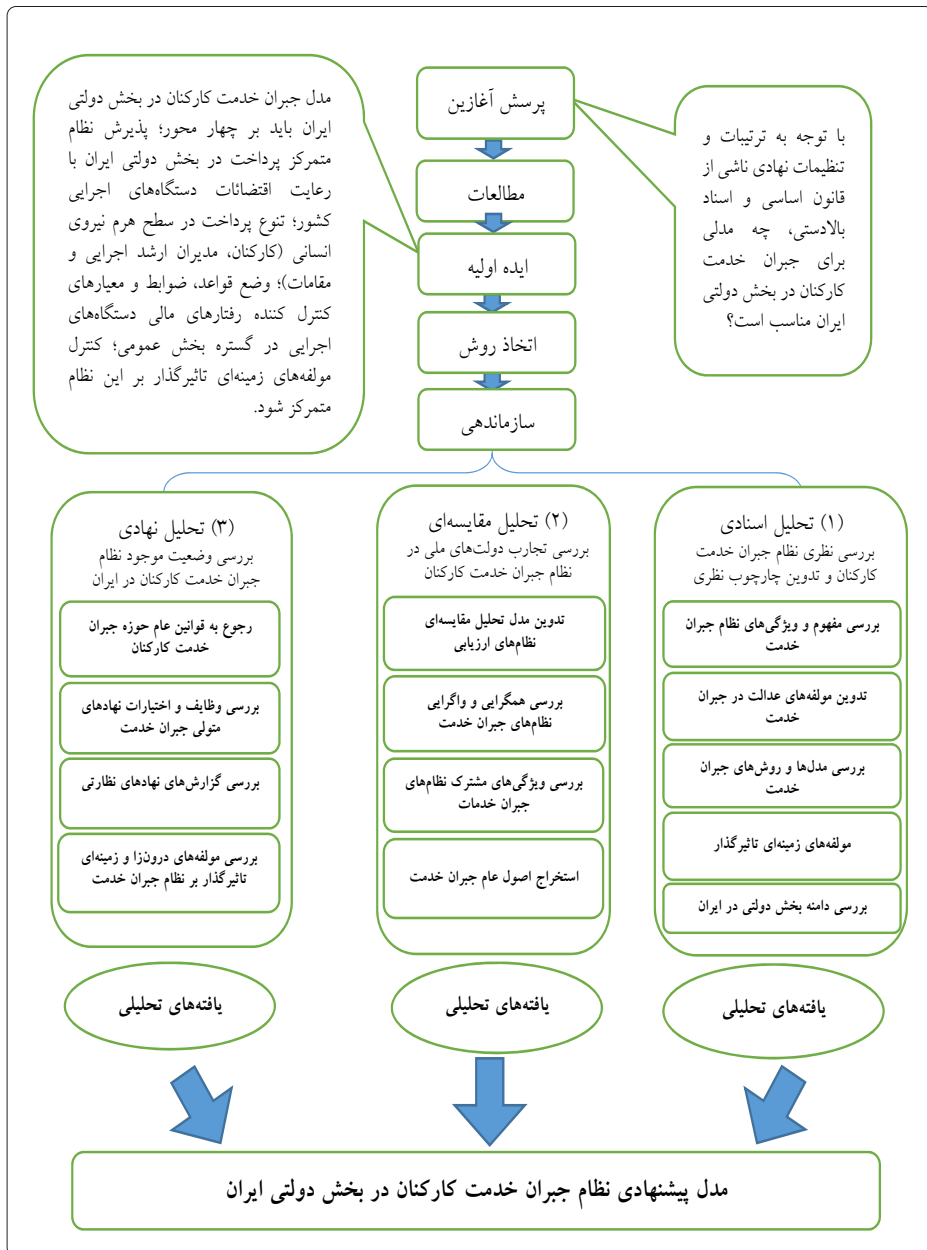 پرسش آغازین
با توجه به ترتیبات و
تنظیمات نهادی ناشی از
قانون اساسی و اسناد
بالادستی، چه مدلی
برای جبران خدمت
کارکنان در بخش دولتی
ایران مناسب است؟
مطالعات
ایده اولیه
مدل جبران خدمت کارکنان در بخش دولتی
ایران باید بر چهار محور؛ پذیرش نظام
متمرکز پرداخت در بخش دولتی ایران با
رعایت اقتضائات دستگاه‌های اجرایی
کشور؛ تنوع پرداخت در سطح هرم نیروی
انسانی (کارکنان، مدیران ارشد اجرایی و
مقامات)؛ وضع قواعد، ضوابط و معیارهای
کنترل کننده رفتارهای مالی دستگاه‌های
اجرایی در گستره بخش عمومی؛ کنترل
مولفه‌های زمینه‌ای تاثیرگذار بر این نظام
متمرکز شود.
اتخاذ روش
سازماندهی
(۱) تحلیل اسنادی
بررسی نظری نظام جبران خدمت
کارکنان و تدوین چارچوب نظری
بررسی مفهوم و ویژگی‌های نظام جبران
خدمت
تدوین مولفه‌های عدالت در جبران
خدمت
بررسی مدل‌ها و روش‌های جبران
خدمت
مولفه‌های زمینه‌ای تاثیرگذار
بررسی دامنه بخش دولتی در ایران
یافته‌های تحلیلی
(۲) تحلیل مقایسه‌ای
بررسی تجارب دولت‌های ملی در
نظام جبران خدمت کارکنان
تدوین مدل تحلیل مقایسه‌ای
نظام‌های ارزیابی
بررسی همگرایی و واگرایی
نظام‌های جبران خدمت
بررسی ویژگی‌های مشترک نظام‌های
جبران خدمات
استخراج اصول عام جبران خدمت
یافته‌های تحلیلی
(۳) تحلیل نهادی
بررسی وضعیت موجود نظام
جبران خدمت کارکنان در ایران
رجوع به قوانین عام حوزه جبران
خدمت کارکنان
بررسی وظایف و اختیارات نهادهای
متولی جبران خدمت
بررسی گزارش‌های نهادهای نظارتی
بررسی مولفه‌های درون‌زا و زمینه‌ای
تاثیرگذار بر نظام جبران خدمت
یافته‌های تحلیلی
مدل پیشنهادی نظام جبران خدمت کارکنان در بخش دولتی ایران